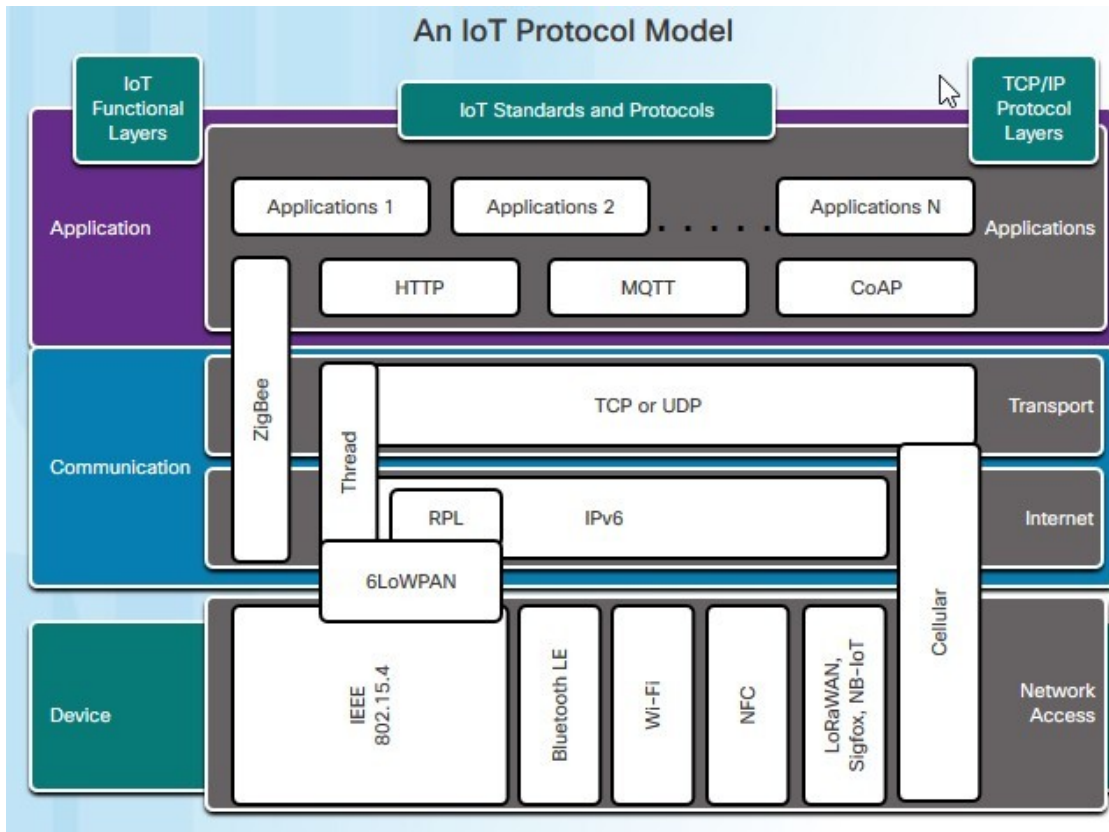 An IoT Protocol Model
IoT
Functional
Layers
IoT Standards and Protocols
TCP/IP
Protocol
Layers
Application
Applications 1
Applications 2
. . . . .
Applications N
Applications
HTTP
MQTT
CoAP
ZigBee
Communication
Thread
TCP or UDP
Transport
RPL
IPv6
Internet
6LoWPAN
Device
IEEE
802.15.4
Bluetooth LE
Wi-Fi
NFC
LoRaWAN,
Sigfox, NB-IoT
Cellular
Network
Access